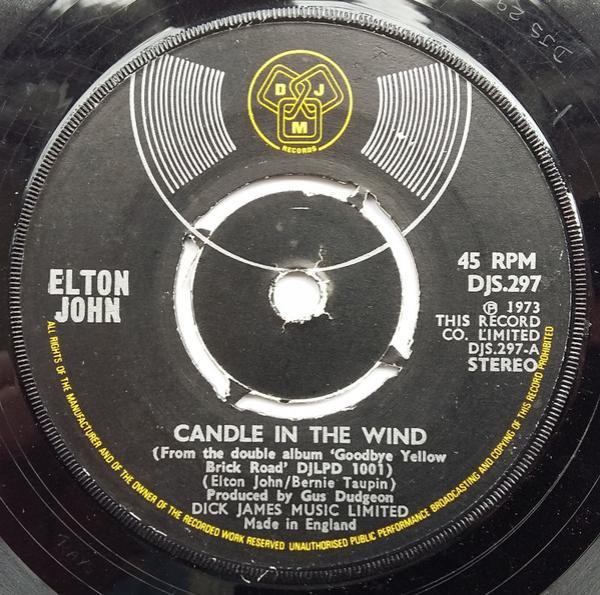 DJS 29
D J
M
RECORDS
ELTON
JOHN
45 RPM
DJS.297
Ⓟ 1973
THIS RECORD
CO. LIMITED
DJS.297-A
STEREO
CANDLE IN THE WIND
(From the double album ‘Goodbye Yellow
Brick Road’ DJLPD 1001)
(Elton John/Bernie Taupin)
Produced by Gus Dudgeon
DICK JAMES MUSIC LIMITED
Made in England
ALL RIGHTS OF THE MANUFACTURER AND OF THE OWNER OF THE RECORDED WORK RESERVED UNAUTHORISED PUBLIC PERFORMANCE BROADCASTING AND COPYING OF THIS RECORD PROHIBITED